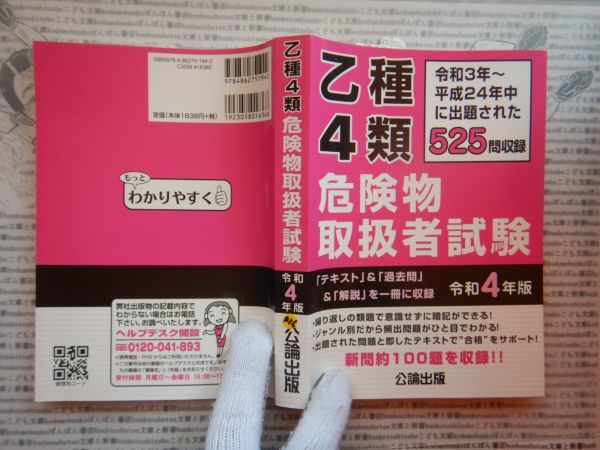 ISBN978-4-86275-194-2
C3058 ¥1636E
定価(本体1636円+税)
9784862751942
1923058016368
もっと
わかりやすく
弊社出版物の記載内容で
わからない場合はお電話
下さい。お調べいたします。
ヘルプデスク開設
0120-041-893
受付時間 月曜日～金曜日 10:00～1
乙種4類 危険物取扱者試験
令和4年版
公論出版
乙種
4類
令和3年～
平成24年中
に出題された
525問収録
危険物
取扱者試験
「テキスト」&「過去問」
&「解説」を一冊に収録
令和4年版
・繰り返しの類題で意識せずに暗記ができる!
・ジャンル別だから頻出問題がひと目でわかる!
・出題された問題と即したテキストで“合格”をサポート!
新問約100題を収録!!
公論出版